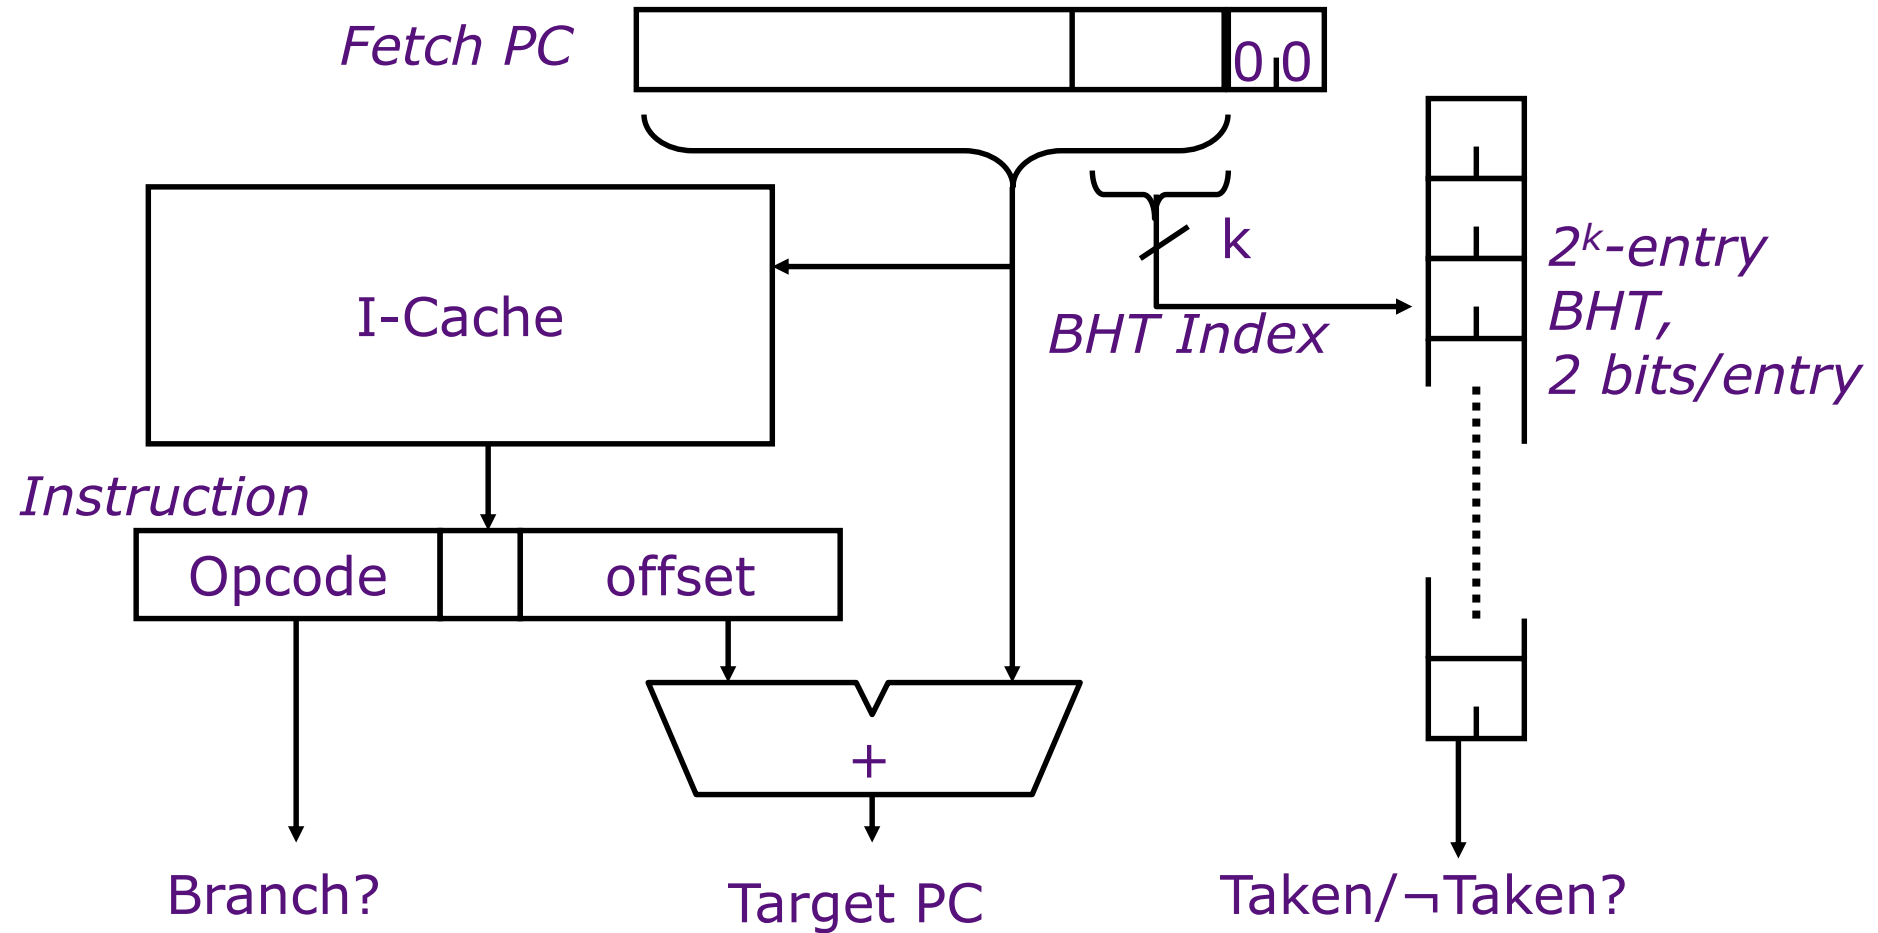 Fetch PC
0 0
k
I-Cache
BHT Index
2ᵏ-entry
BHT,
2 bits/entry
Instruction
Opcode
offset
+
Branch?
Target PC
Taken/¬Taken?